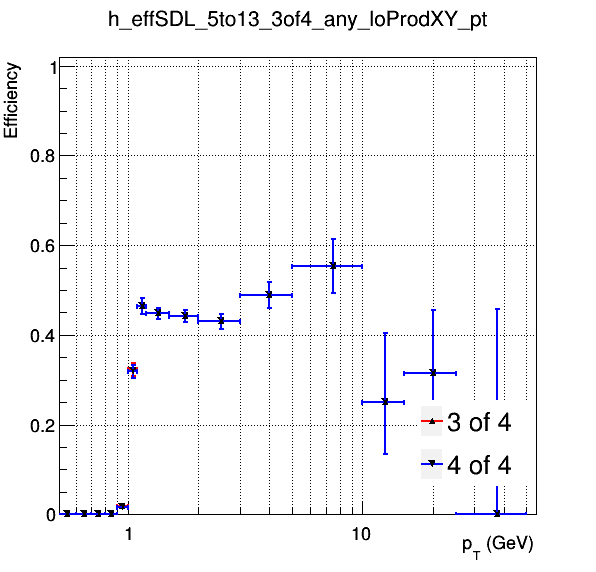 h_effSDL_5to13_3of4_any_loProdXY_pt
Efficiency
1
0.8
0.6
0.4
0.2
0
3 of 4
4 of 4
1
10
p_T (GeV)